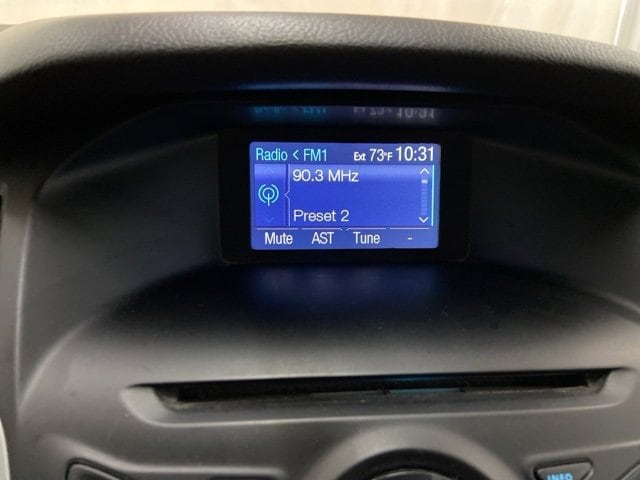 Radio < FM1 Ext 73°F 10:31
90.3 MHz
Preset 2
Mute AST Tune -
INFO